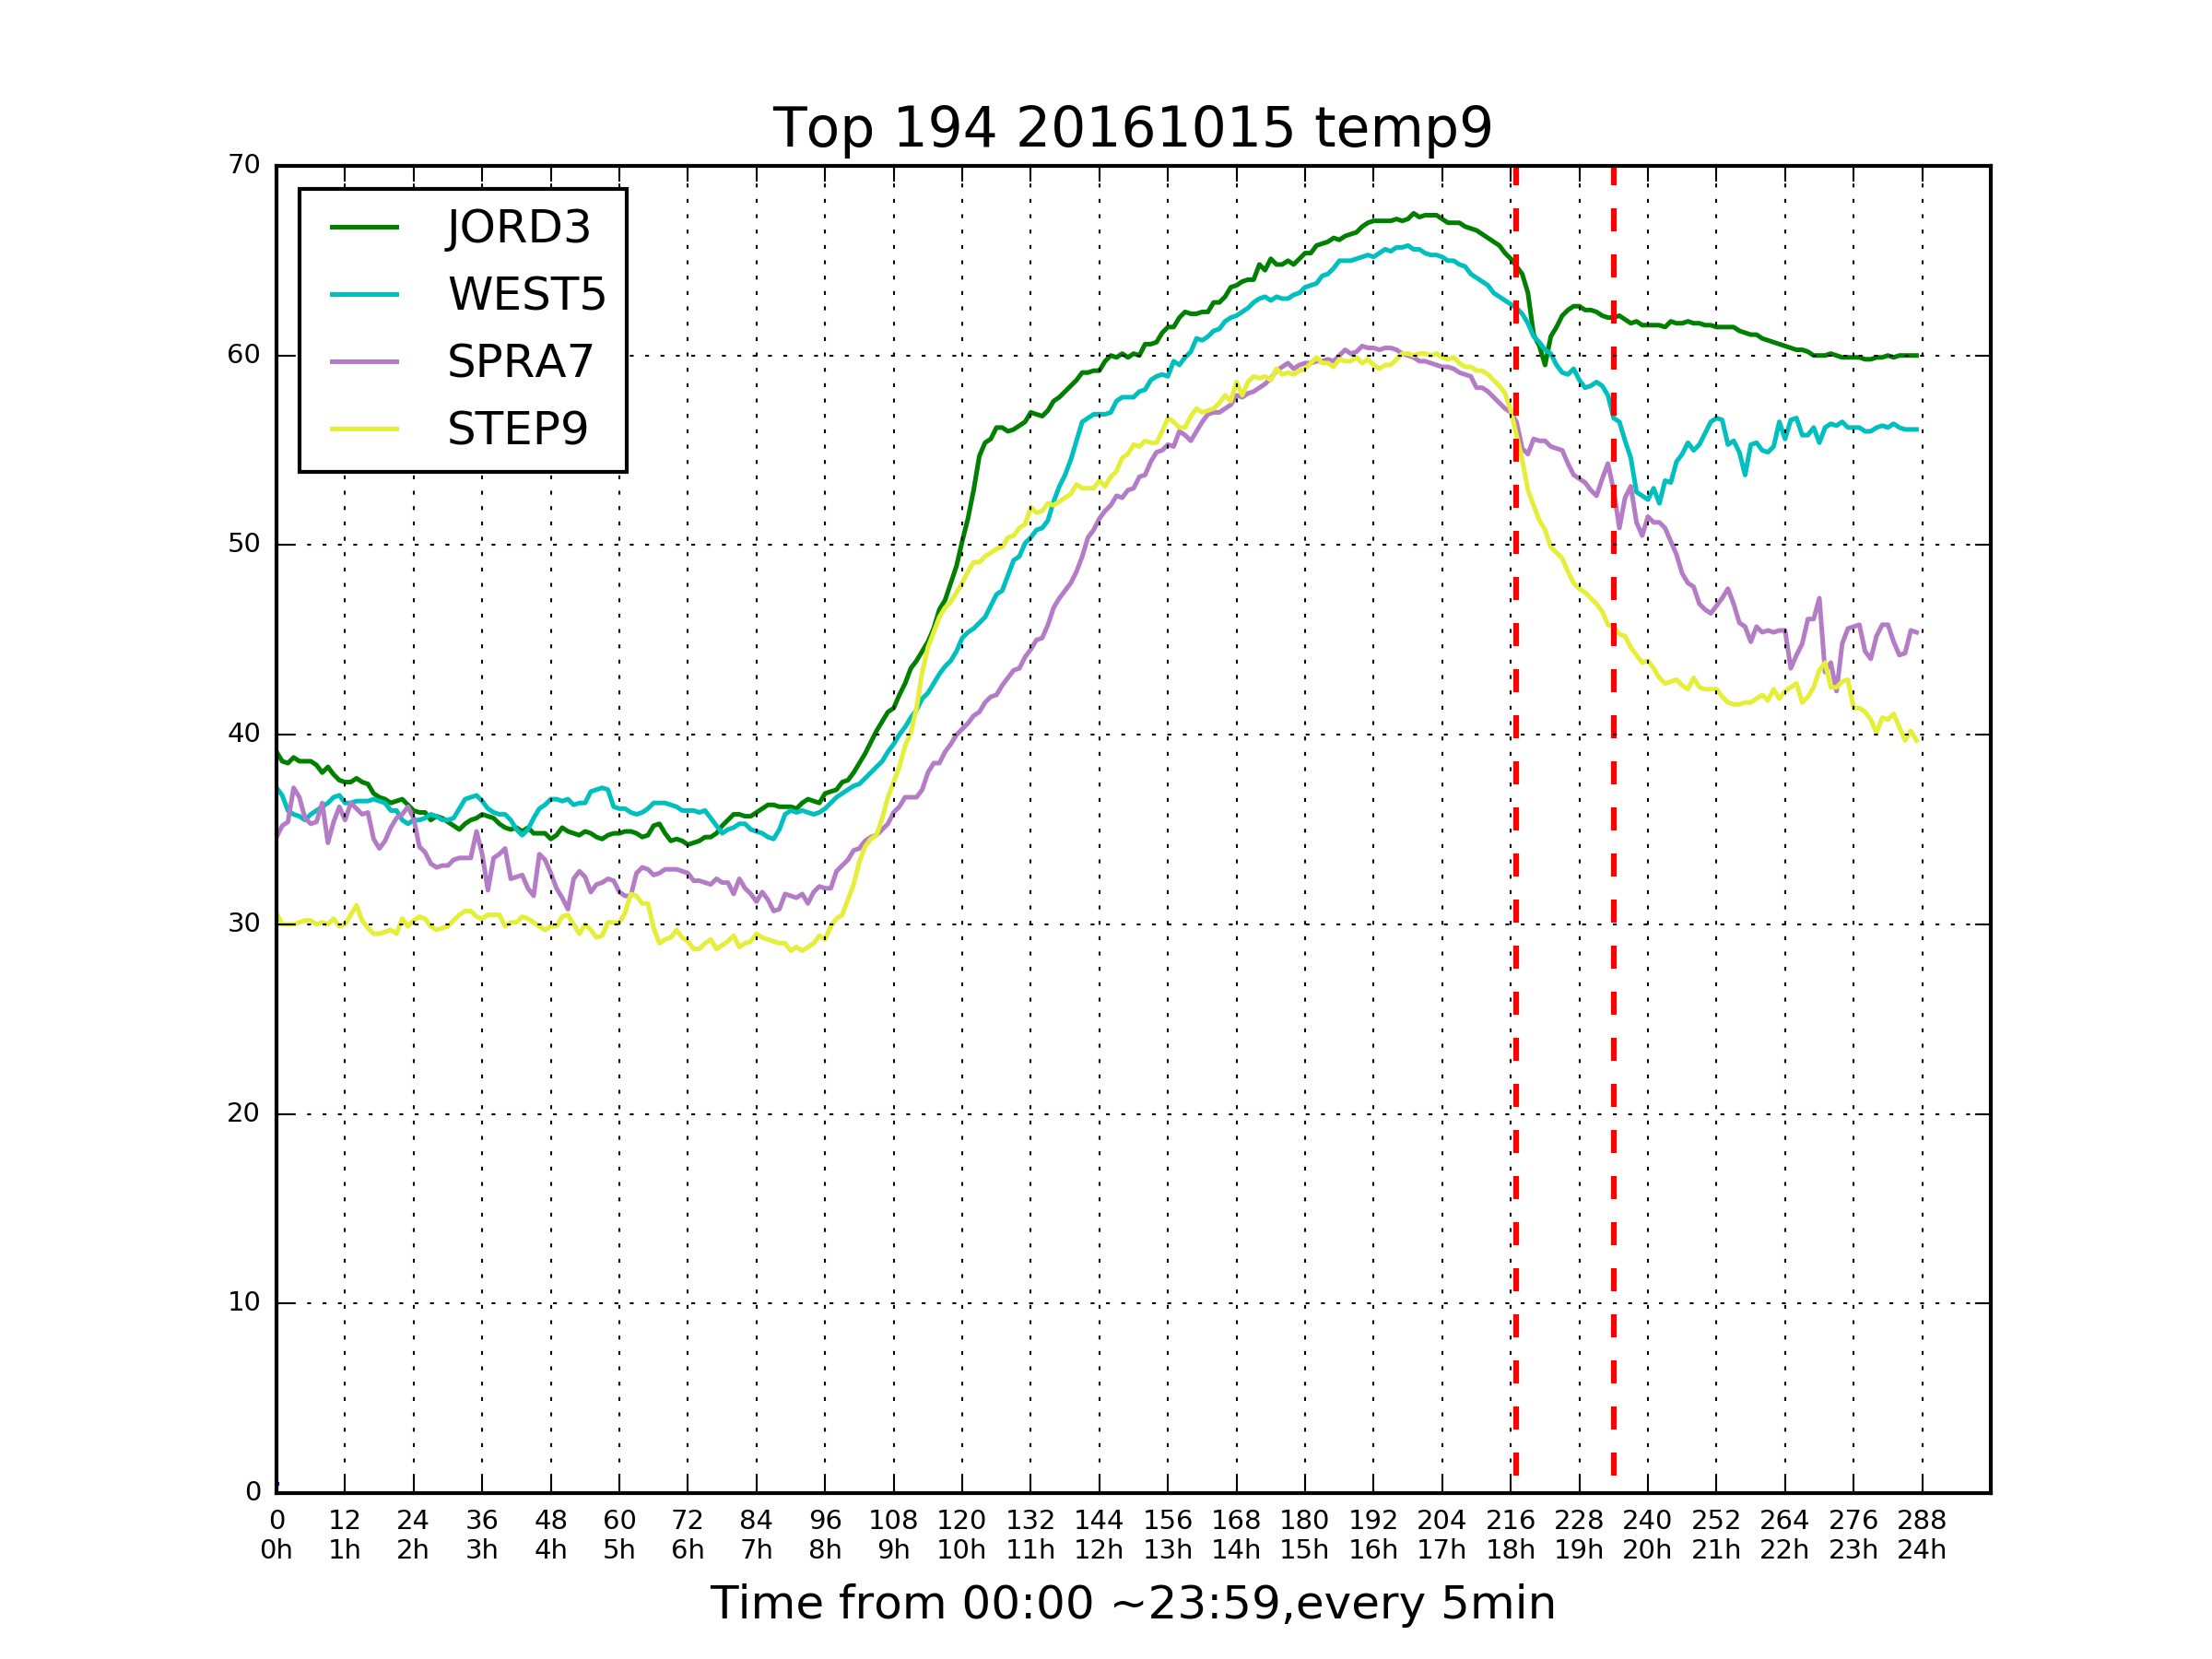 Top 194 20161015 temp9
70
60
50
40
30
20
10
0
JORD3
WEST5
SPRA7
STEP9
0 12 24 36 48 60 72 84 96 108 120 132 144 156 168 180 192 204 216 228 240 252 264 276 288
0h 1h 2h 3h 4h 5h 6h 7h 8h 9h 10h 11h 12h 13h 14h 15h 16h 17h 18h 19h 20h 21h 22h 23h 24h
Time from 00:00 ~23:59,every 5min